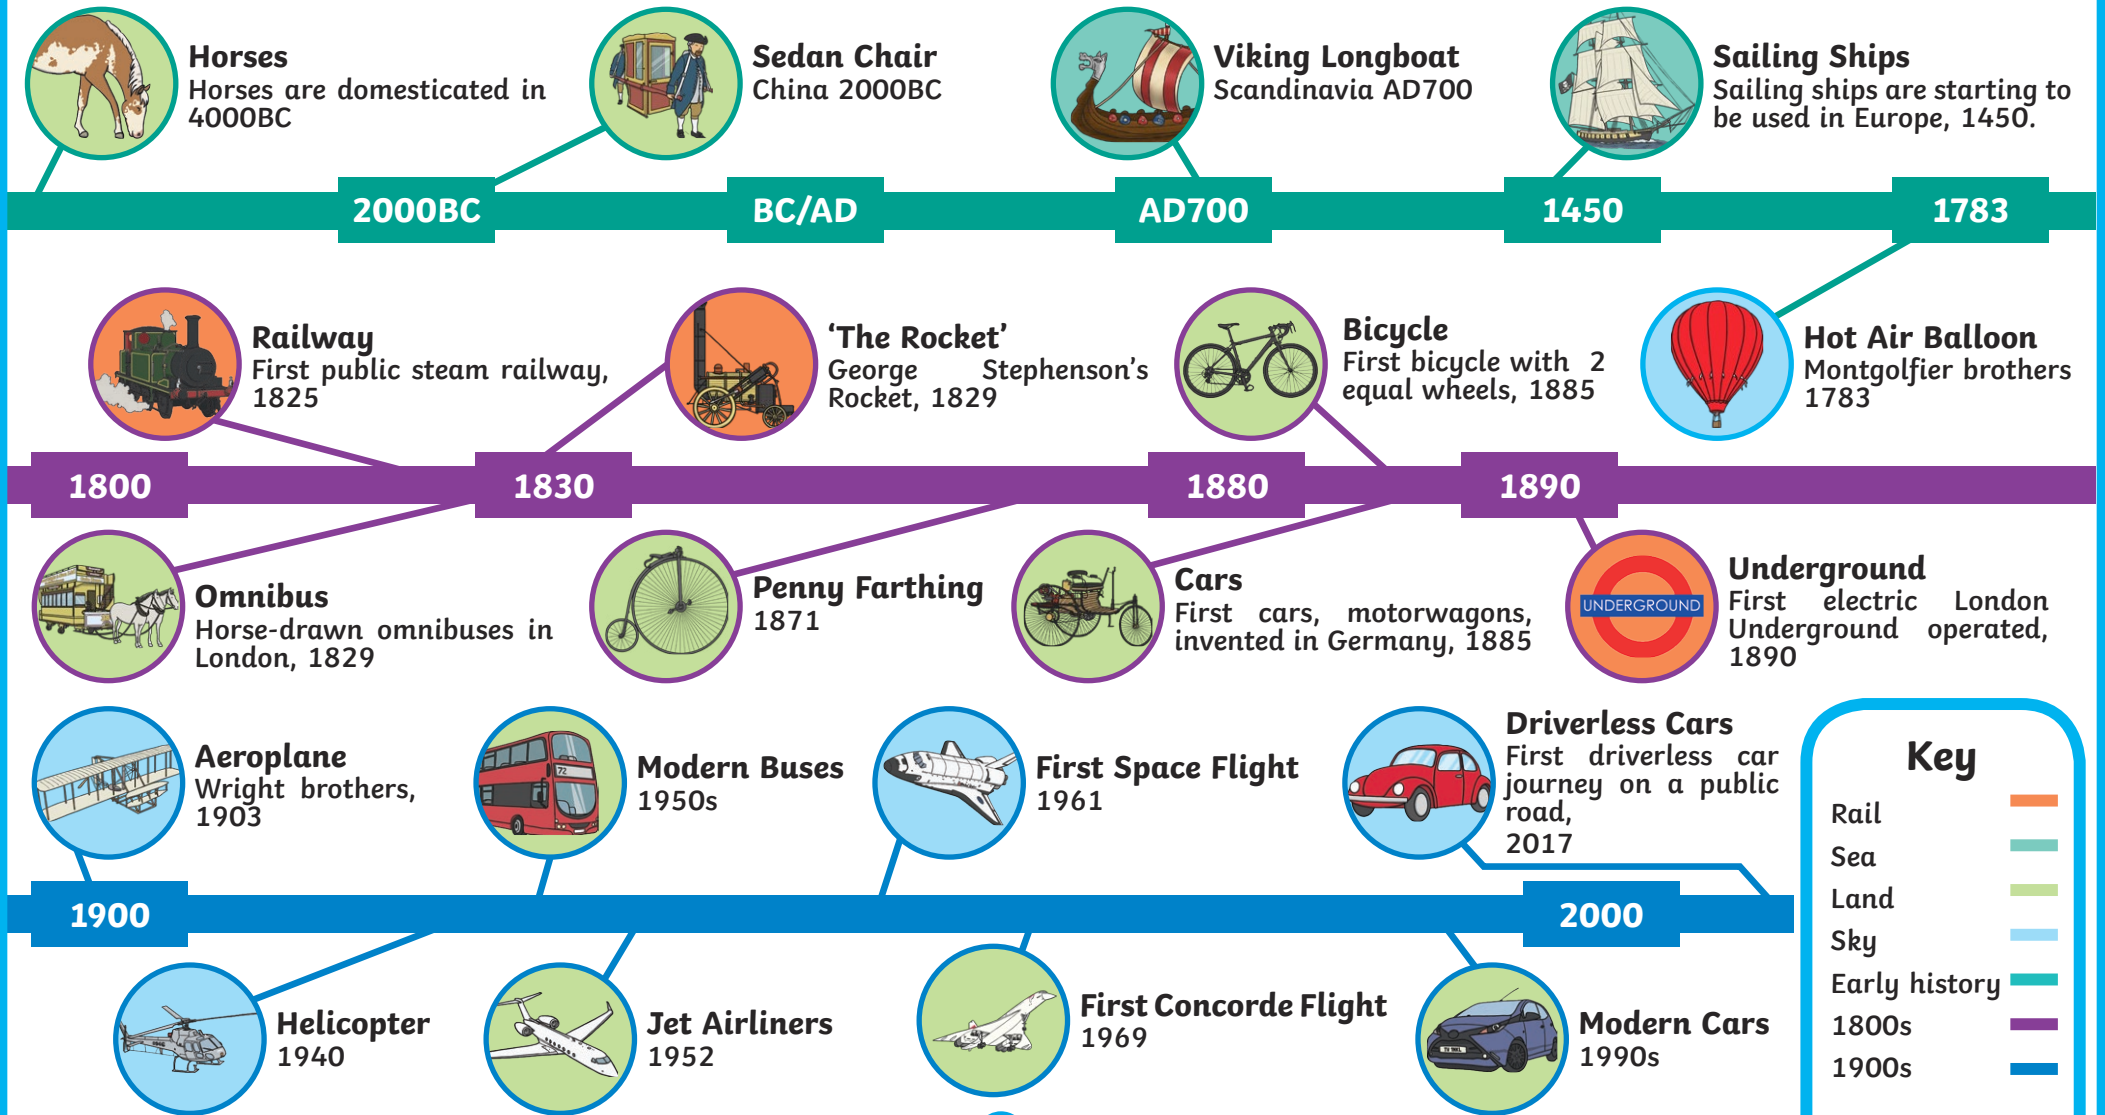 Horses
Horses are domesticated in
4000BC
Sedan Chair
China 2000BC
Viking Longboat
Scandinavia AD700
Sailing Ships
Sailing ships are starting to
be used in Europe, 1450.
2000BC
BC/AD
AD700
1450
1783
Railway
First public steam railway,
1825
‘The Rocket’
George Stephenson’s
Rocket, 1829
Bicycle
First bicycle with 2
equal wheels, 1885
Hot Air Balloon
Montgolfier brothers
1783
1800
1830
1880
1890
Omnibus
Horse-drawn omnibuses in
London, 1829
Penny Farthing
1871
Cars
First cars, motorwagons,
invented in Germany, 1885
UNDERGROUND
Underground
First electric London
Underground operated,
1890
Aeroplane
Wright brothers,
1903
72
Modern Buses
1950s
First Space Flight
1961
Driverless Cars
First driverless car
journey on a public
road,
2017
1900
2000
Helicopter
1940
Jet Airliners
1952
First Concorde Flight
1969
Modern Cars
1990s
Key
Rail
Sea
Land
Sky
Early history
1800s
1900s